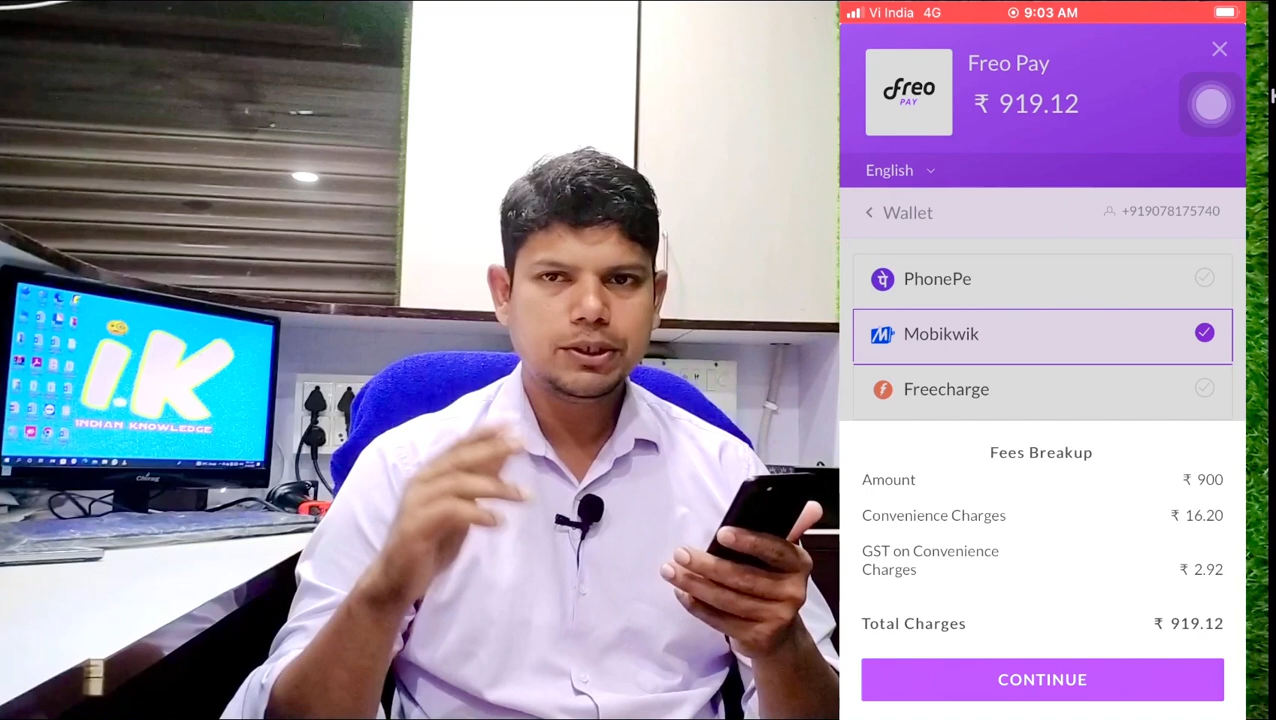 i.K
INDIAN KNOWLEDGE
Vi India 4G
9:03 AM
freo
PAY
Freo Pay
₹ 919.12
English
Wallet
+919078175740
PhonePe
Mobikwik
Freecharge
Fees Breakup
Amount ₹ 900
Convenience Charges ₹ 16.20
GST on Convenience
Charges ₹ 2.92
Total Charges ₹ 919.12
CONTINUE